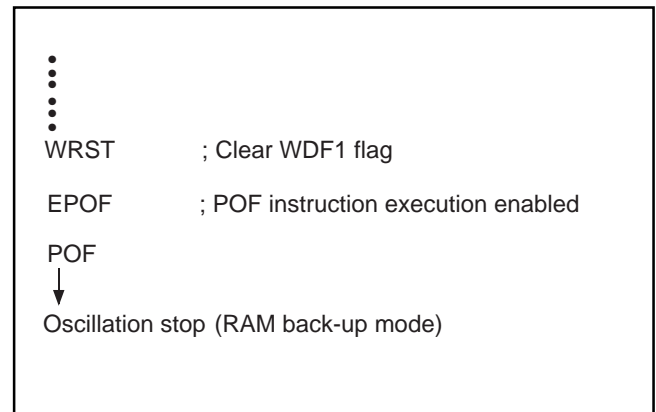 WRST ; Clear WDF1 flag
EPOF ; POF instruction execution enabled
POF
Oscillation stop (RAM back-up mode)